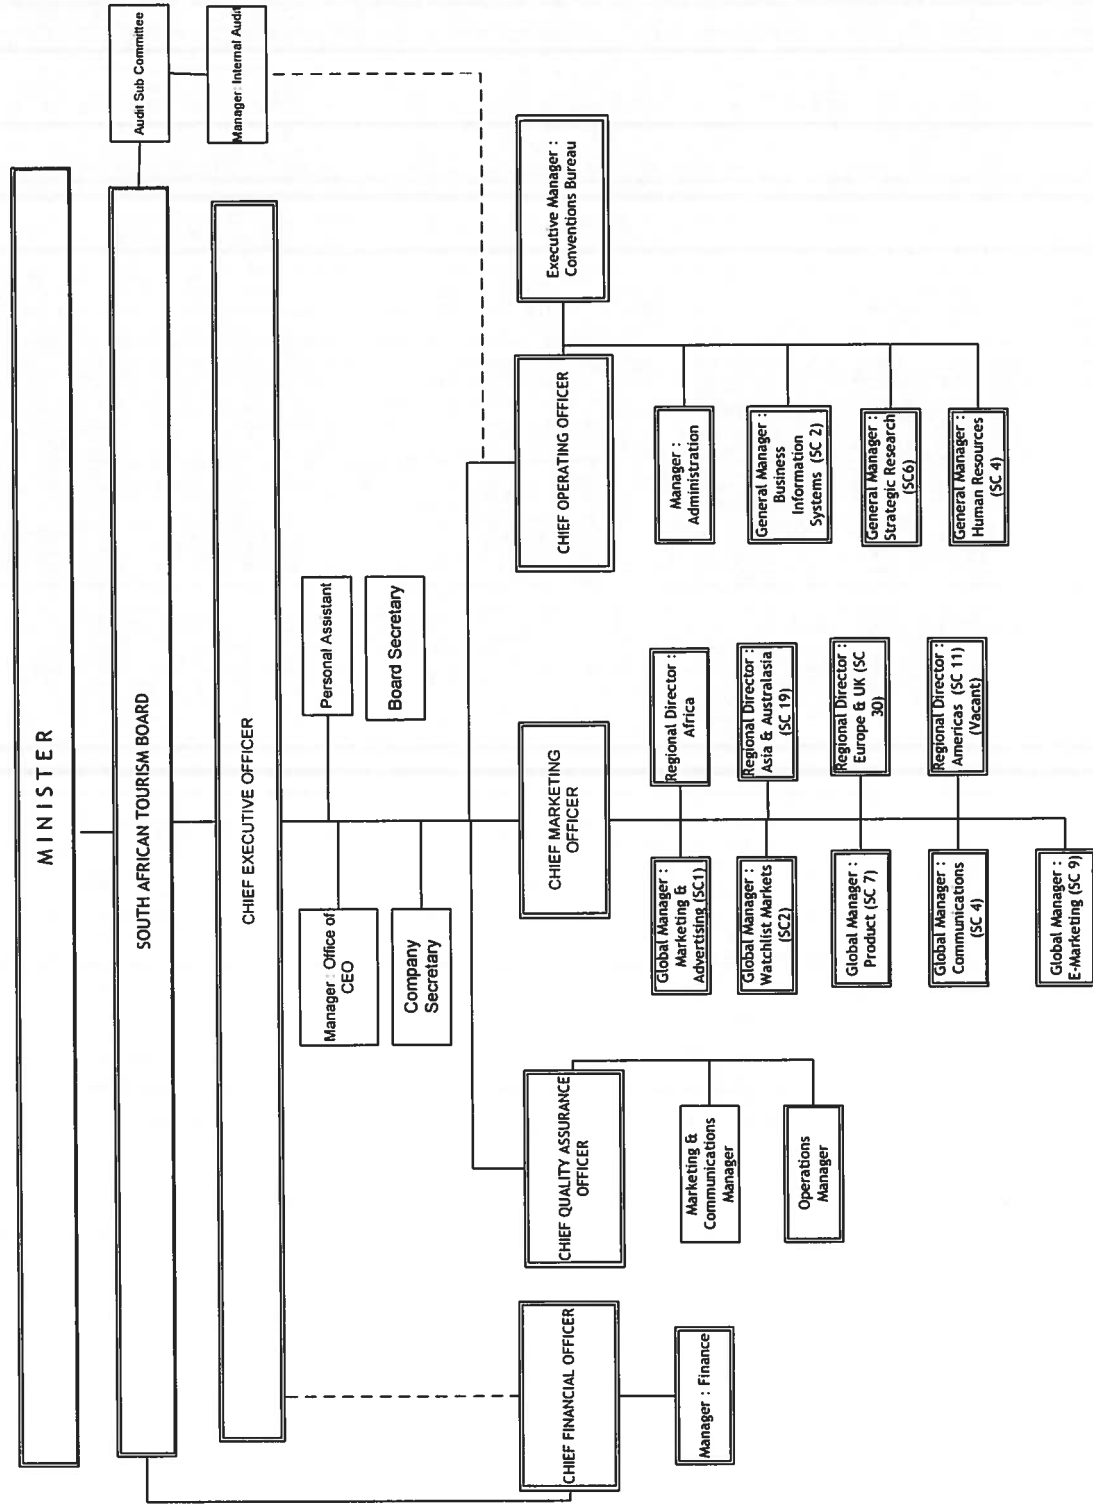 MINISTER
SOUTH AFRICAN TOURISM BOARD
Audit Sub Committee
CHIEF EXECUTIVE OFFICER
Manager : Internal Audit
Manager : Office of
CEO
Personal Assistant
Company
Secretary
Board Secretary
CHIEF FINANCIAL OFFICER
CHIEF QUALITY ASSURANCE
OFFICER
CHIEF MARKETING
OFFICER
CHIEF OPERATING OFFICER
Executive Manager :
Conventions Bureau
Manager : Finance
Marketing &
Communications
Manager
Operations
Manager
Global Manager :
Marketing &
Advertising (SC1)
Regional Director :
Africa
Global Manager :
Watchlist Markets
(SC2)
Regional Director :
Asia & Australasia
(SC 19)
Global Manager :
Product (SC 7)
Regional Director :
Europe & UK (SC
30)
Global Manager :
Communications
(SC 4)
Regional Director :
Americas (SC 11)
(Vacant)
Global Manager :
E-Marketing (SC 9)
Manager :
Administration
General Manager :
Business
Information
Systems (SC 2)
General Manager :
Strategic Research
(SC6)
General Manager :
Human Resources
(SC 4)